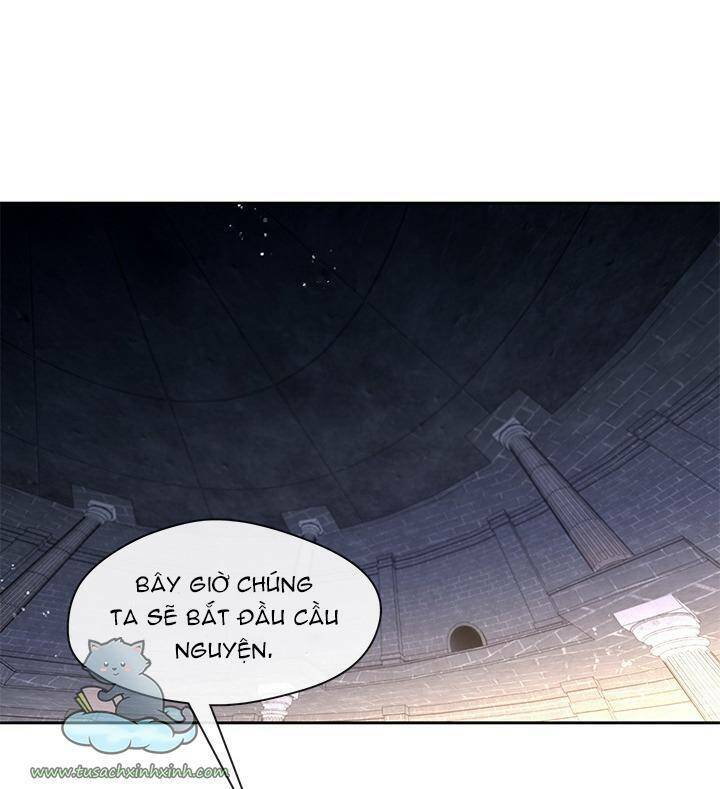 BÂY GIỜ CHÚNG
TA SẼ BẮT ĐẦU CẦU
NGUYỆN.
www.tusachxinhxinh.com